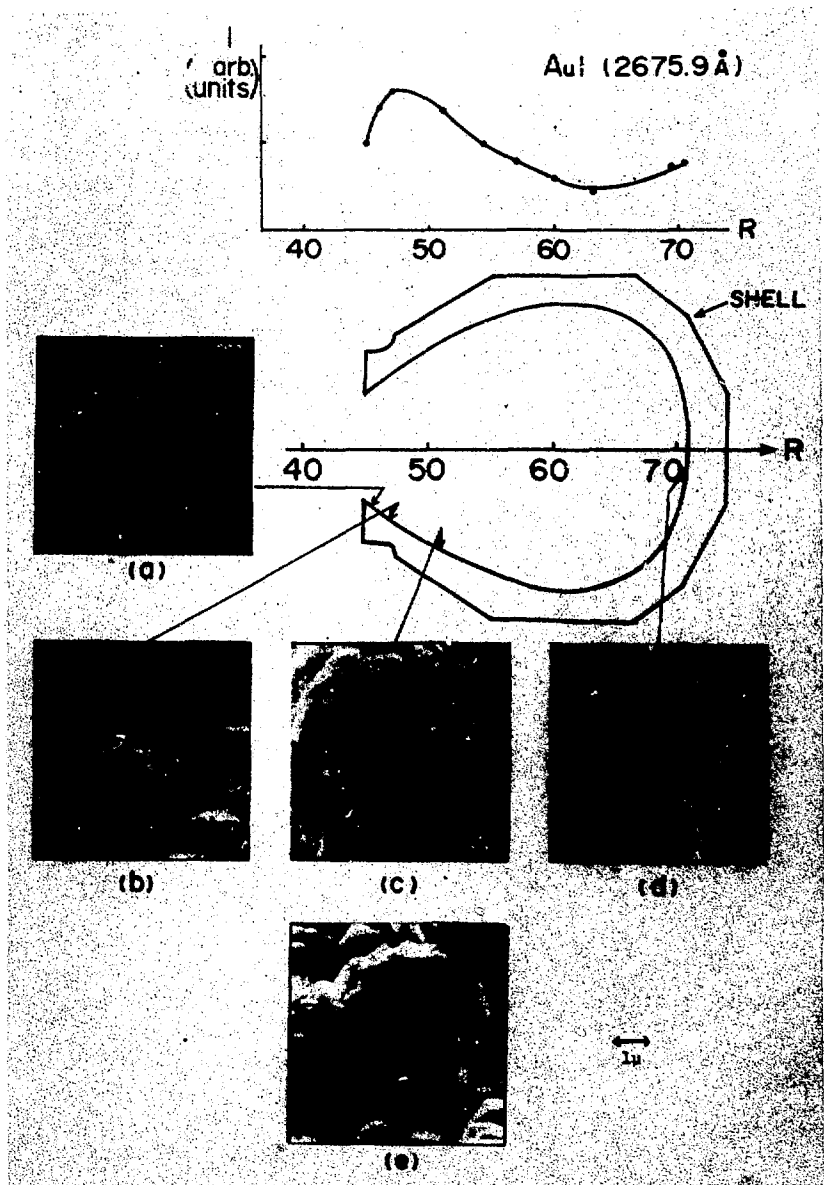 I
( arb.)
(units)
AuI (2675.9 Å)
40 50 60 70 R
SHELL
40 50 60 70 R
(a)
(b) (c) (d)
1μ
(e)